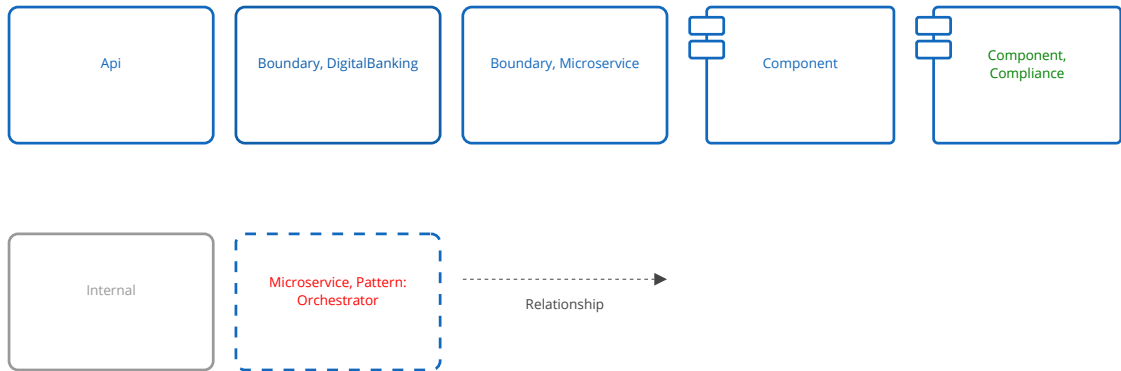 Api
Boundary, DigitalBanking
Boundary, Microservice
Component
Component,
Compliance
Internal
Microservice, Pattern:
Orchestrator
Relationship